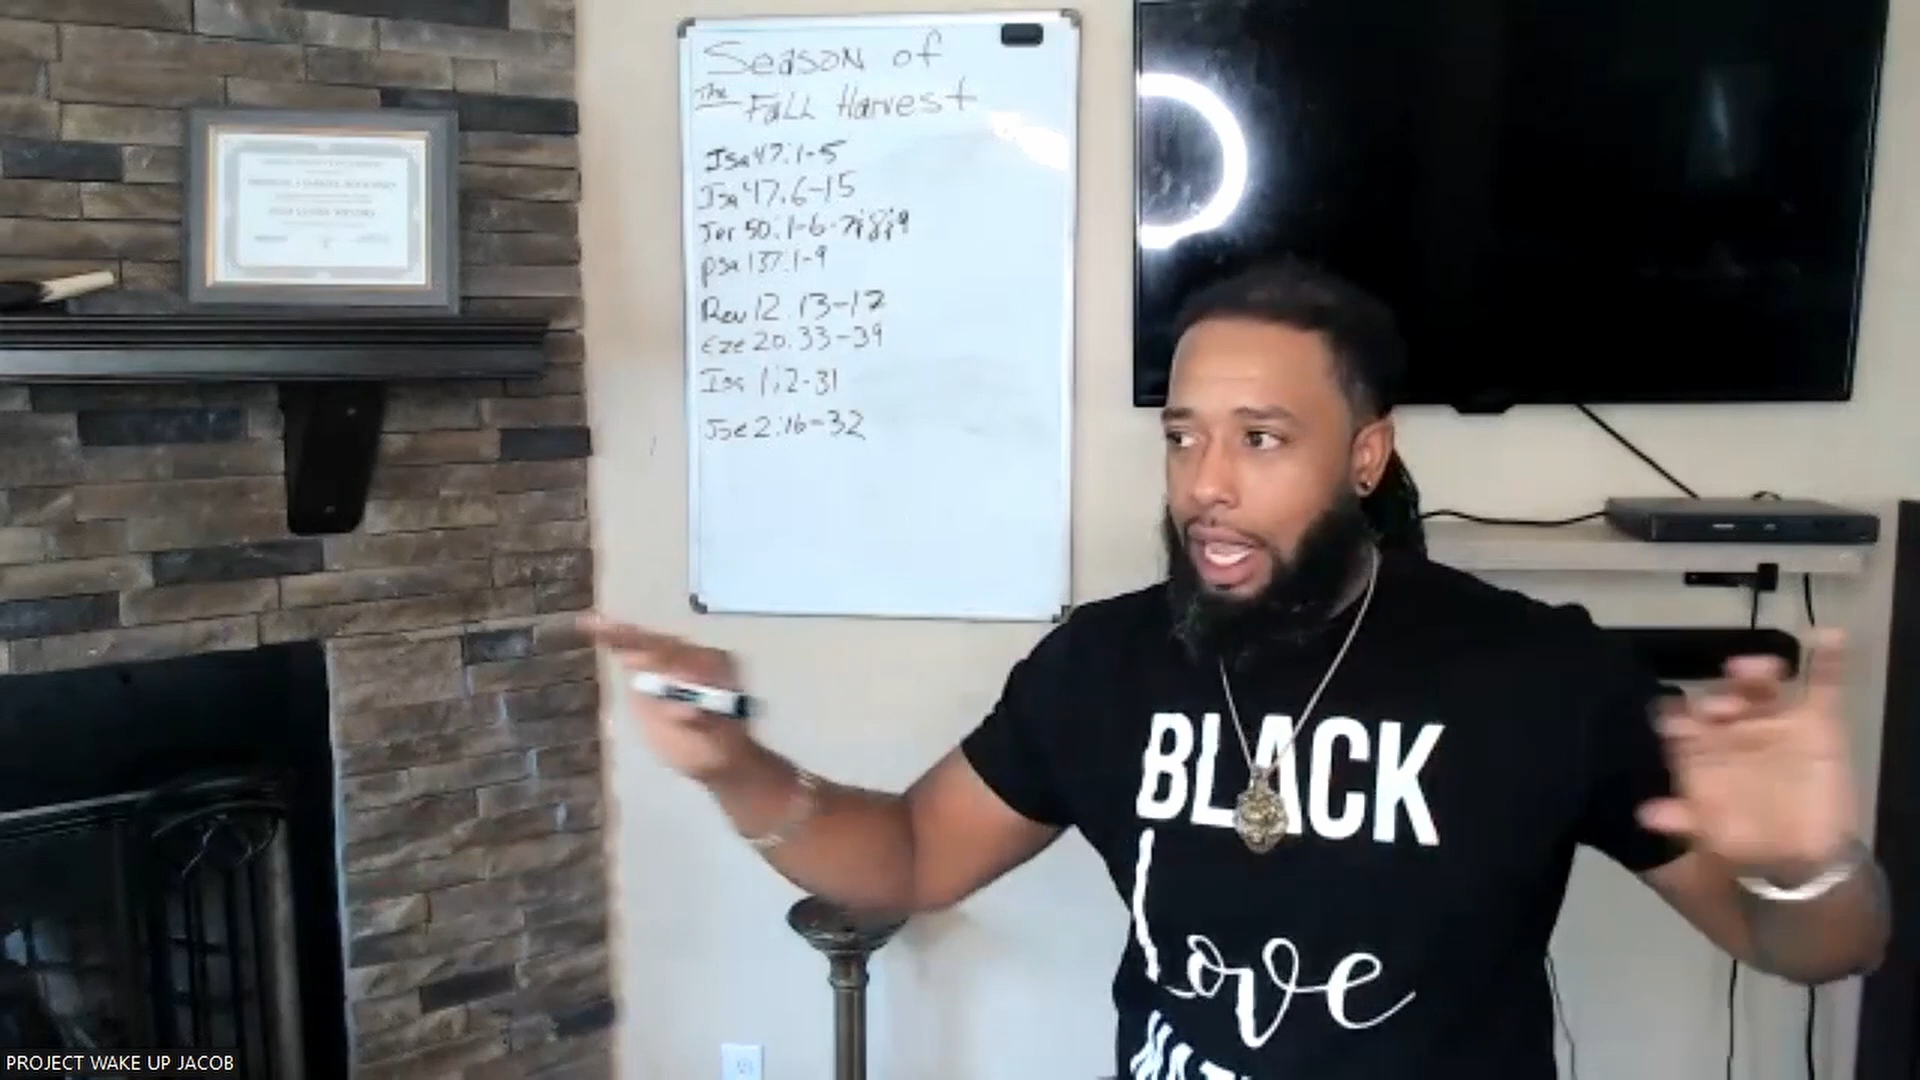 Season of
The Fall Harvest
Isa 47:1-5
Isa 47.6-15
Jer 50:1-6-7;8;9
psa 137:1-9
Rev 12 13-17
Eze 20.33-39
Isa 1:2-31
Joe 2:16-32
BLACK
Love
PROJECT WAKE UP JACOB